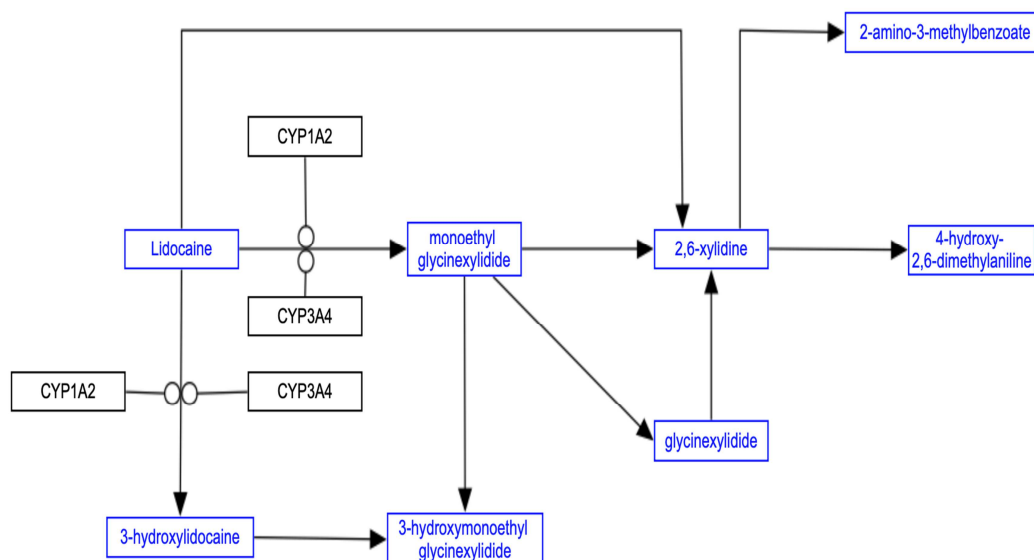 2-amino-3-methylbenzoate
CYP1A2
Lidocaine
monoethyl
glycinexylidide
2,6-xylidine
4-hydroxy-
2,6-dimethylaniline
CYP3A4
CYP1A2
CYP3A4
glycinexylidide
3-hydroxylidocaine
3-hydroxymonoethyl
glycinexylidide